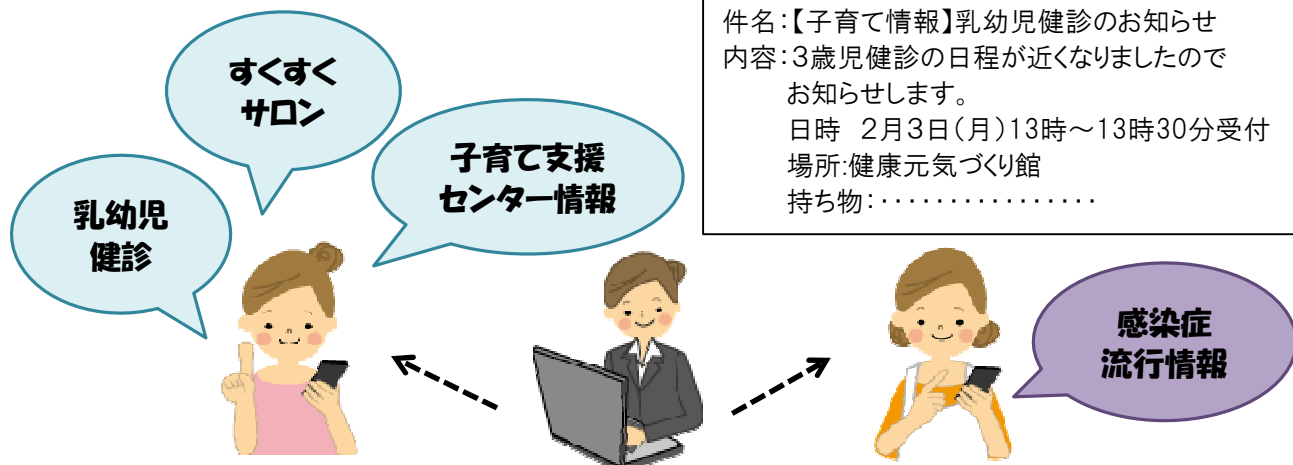 すくすく
サロン
子育て支援
センター情報
乳幼児
健診
件名:【子育て情報】乳幼児健診のお知らせ
内容:3歳児健診の日程が近くなりましたので
お知らせします。
日時 2月3日(月)13時~13時30分受付
場所:健康元気づくり館
持ち物:・・・・・・・・・・・・・・・・
感染症
流行情報